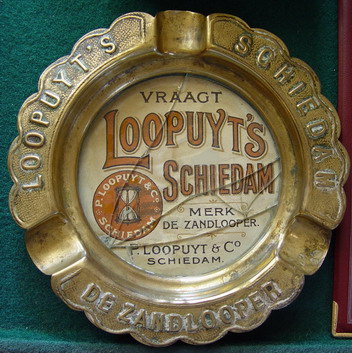 LOOPUYT'S
SCHIEDAM
VRAAGT
LOOPUYT'S
SCHIEDAM
P. LOOPUYT & Co
SCHIEDAM
MERK
DE ZANDLOOPER.
P. LOOPUYT & Co
SCHIEDAM.
DE ZANDLOOPER